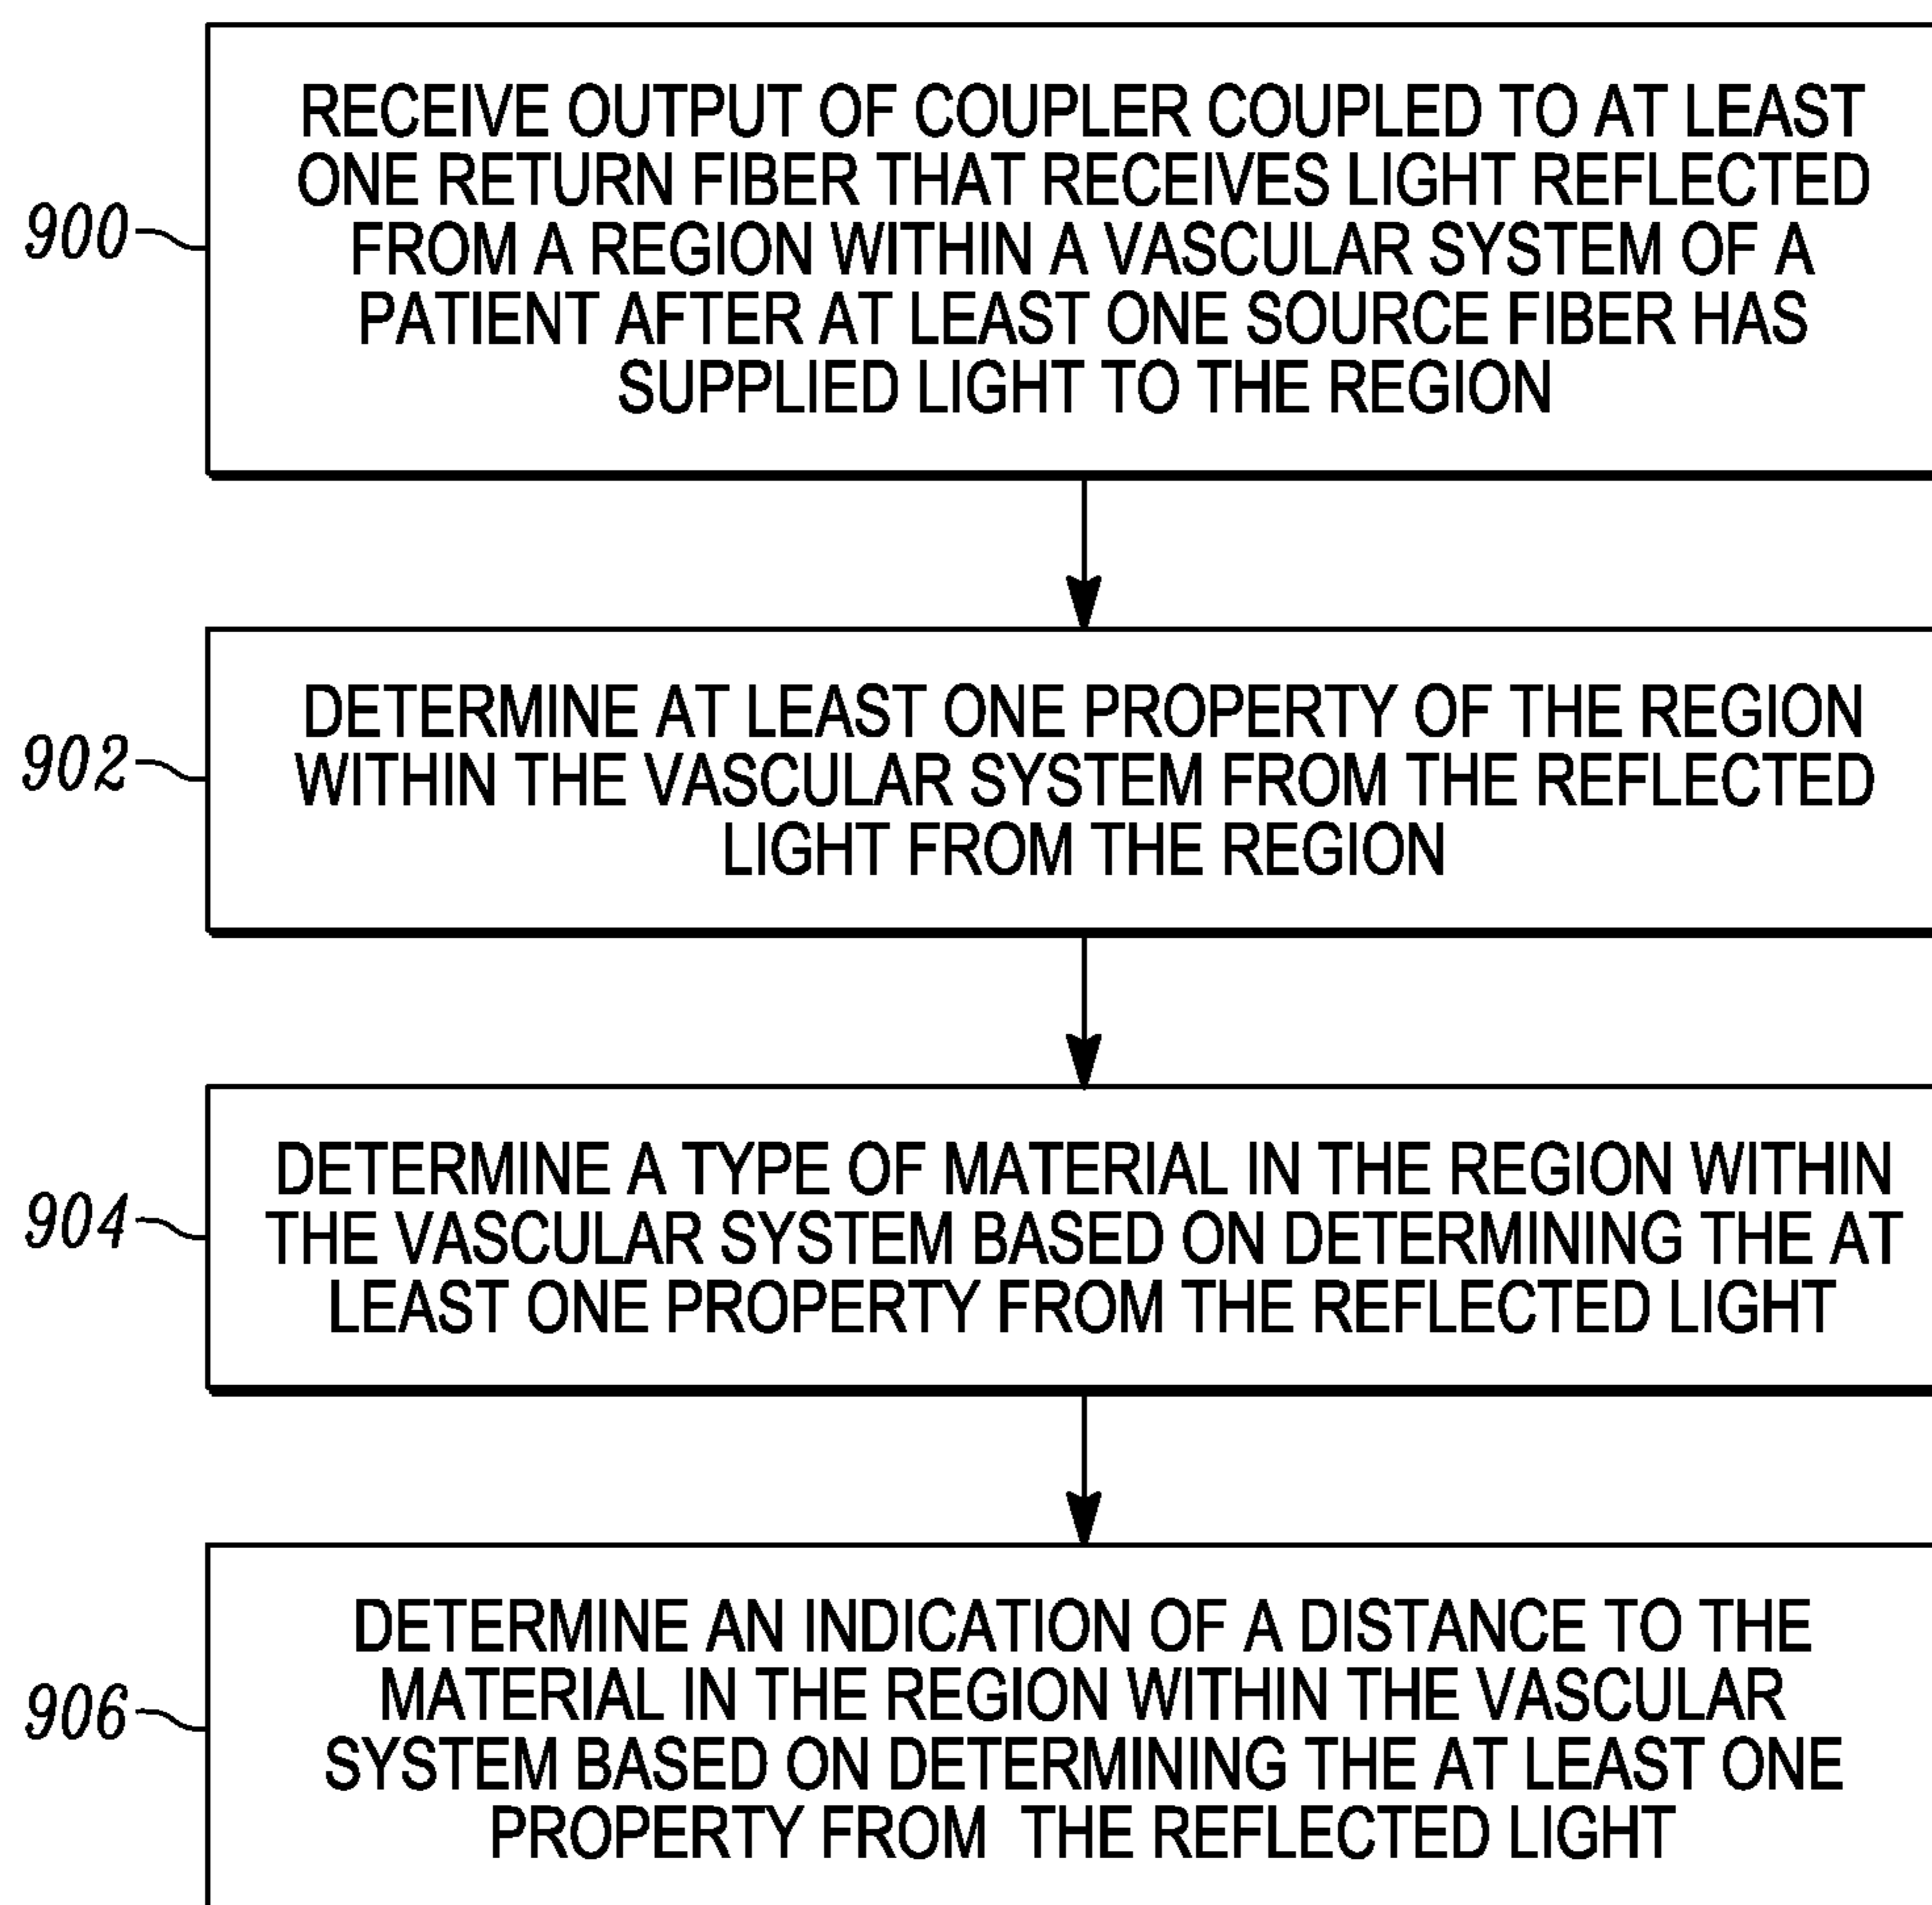 RECEIVE OUTPUT OF COUPLER COUPLED TO AT LEAST
ONE RETURN FIBER THAT RECEIVES LIGHT REFLECTED
FROM A REGION WITHIN A VASCULAR SYSTEM OF A
PATIENT AFTER AT LEAST ONE SOURCE FIBER HAS
SUPPLIED LIGHT TO THE REGION
900
DETERMINE AT LEAST ONE PROPERTY OF THE REGION
WITHIN THE VASCULAR SYSTEM FROM THE REFLECTED
LIGHT FROM THE REGION
902
DETERMINE A TYPE OF MATERIAL IN THE REGION WITHIN
THE VASCULAR SYSTEM BASED ON DETERMINING THE AT
LEAST ONE PROPERTY FROM THE REFLECTED LIGHT
904
DETERMINE AN INDICATION OF A DISTANCE TO THE
MATERIAL IN THE REGION WITHIN THE VASCULAR
SYSTEM BASED ON DETERMINING THE AT LEAST ONE
PROPERTY FROM THE REFLECTED LIGHT
906